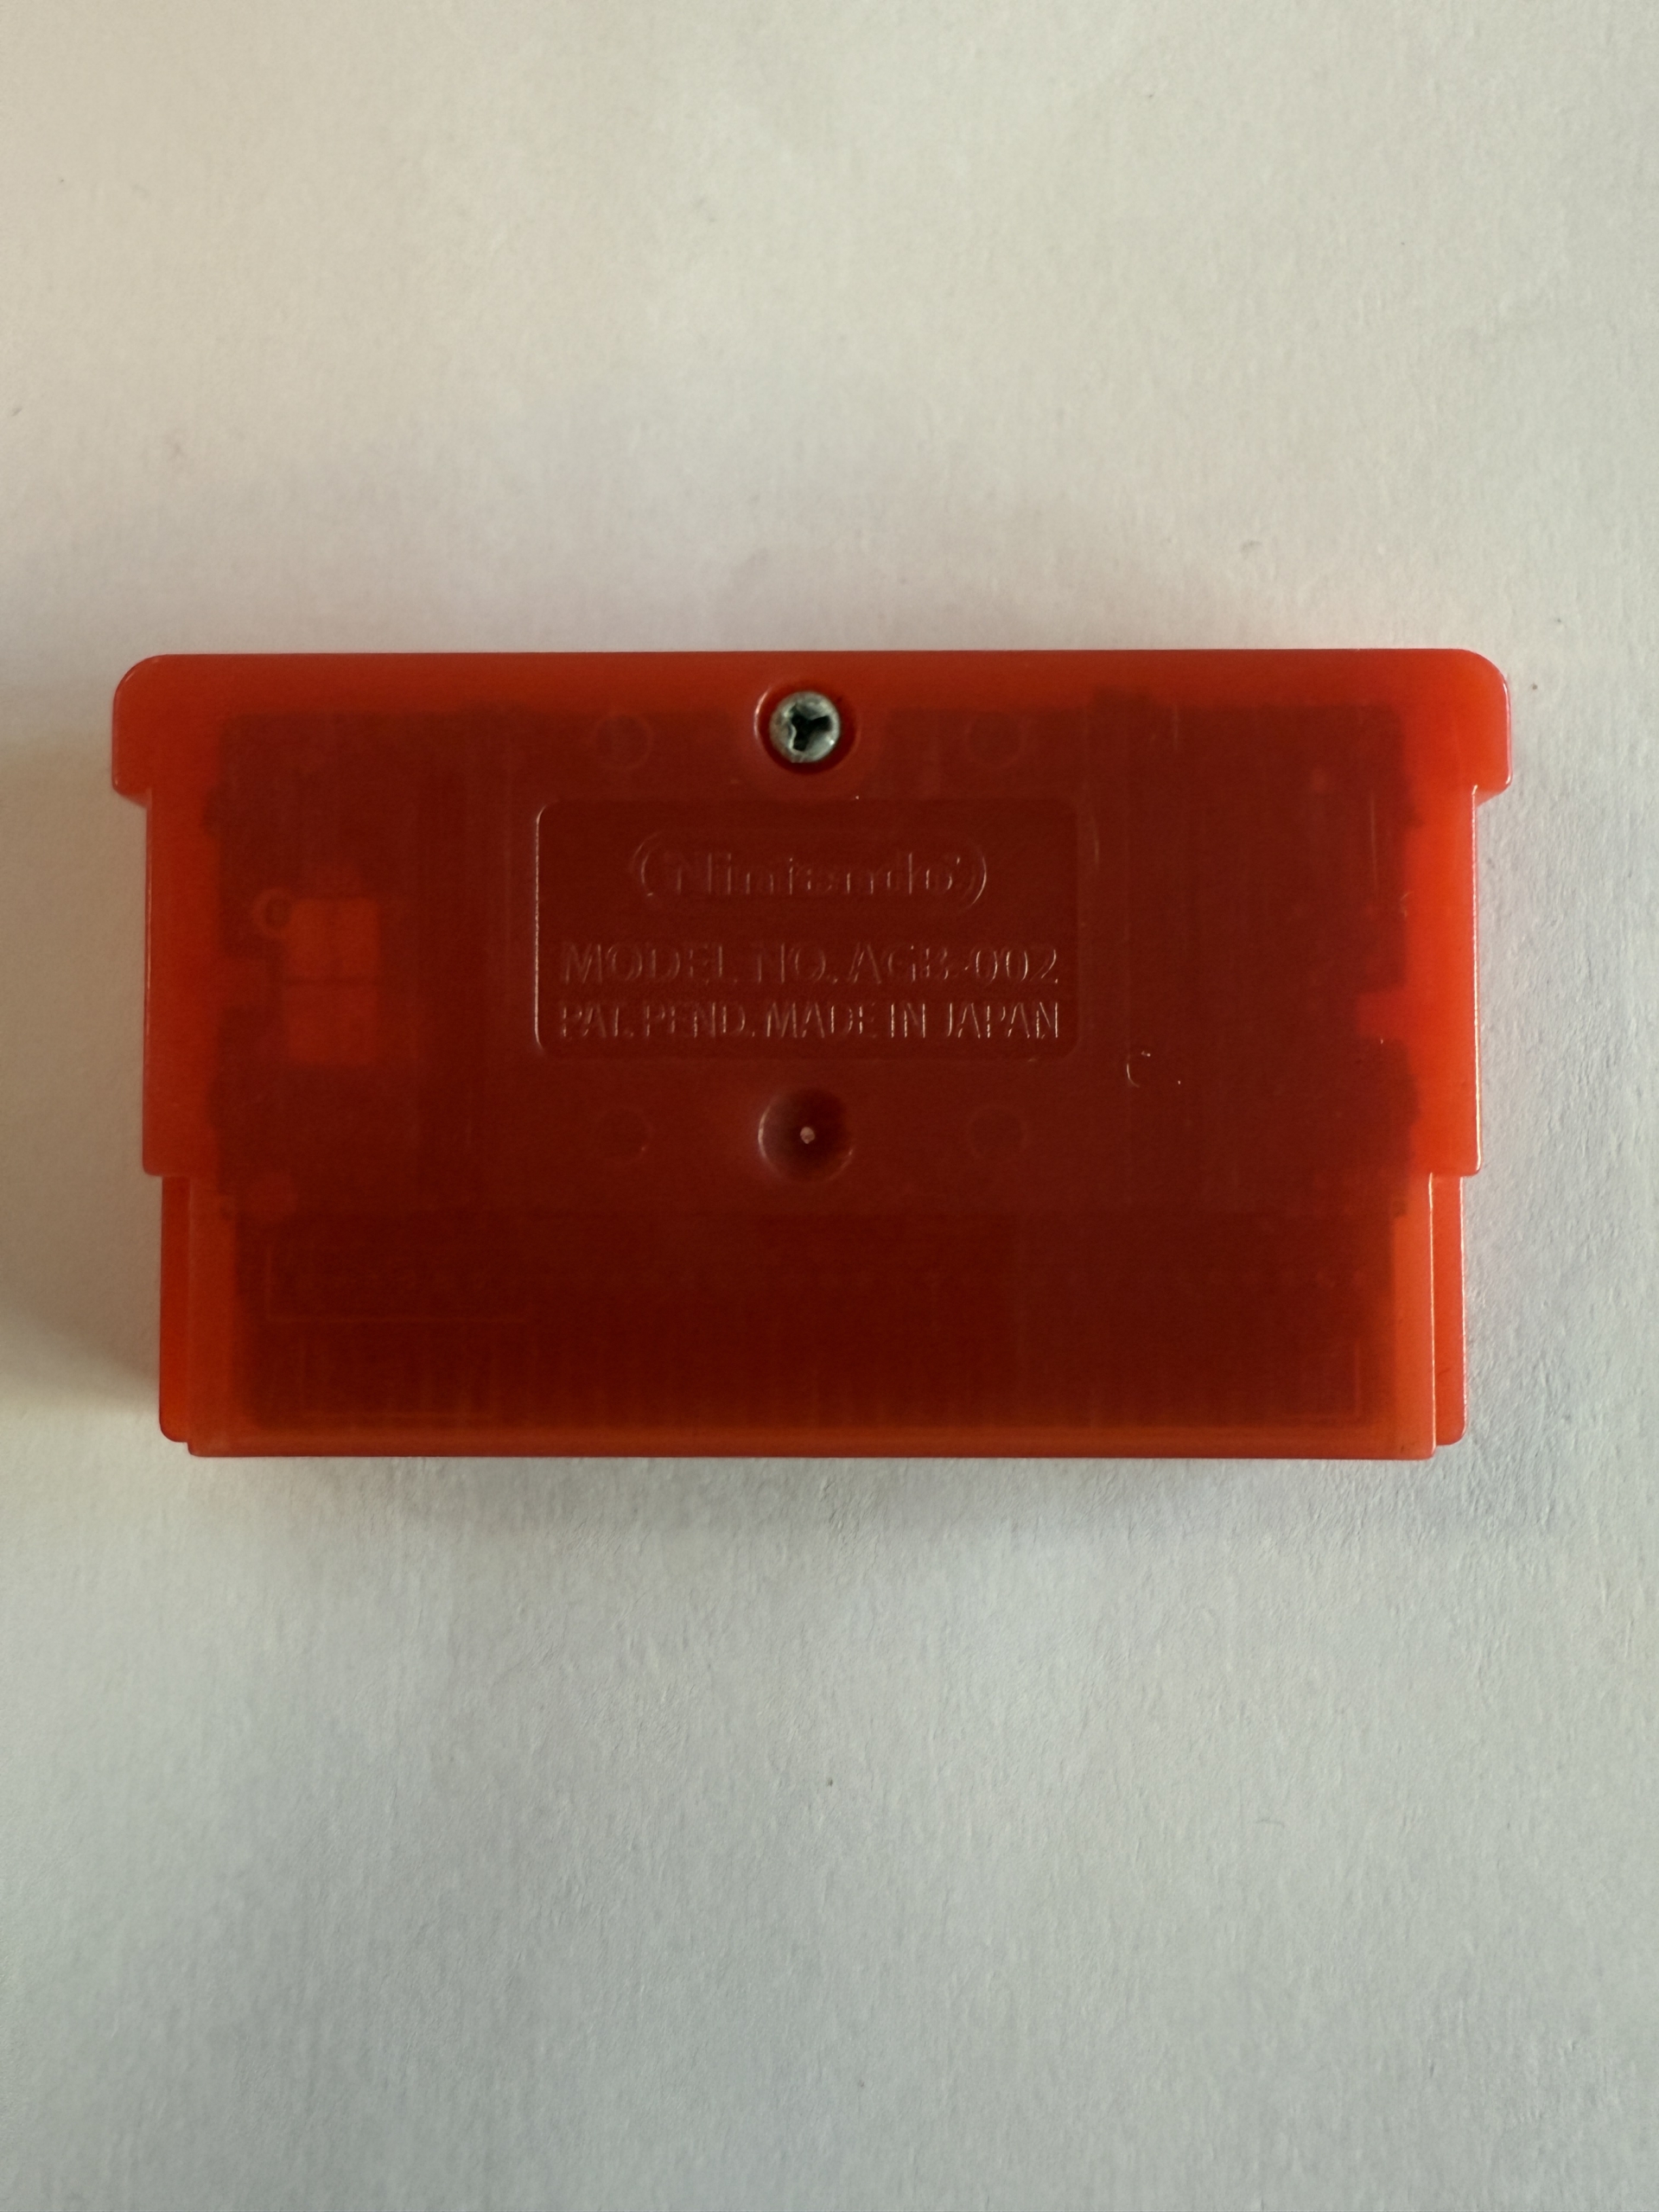 Nintendo®
MODEL NO. AGB-002
PAT. PEND. MADE IN JAPAN
C